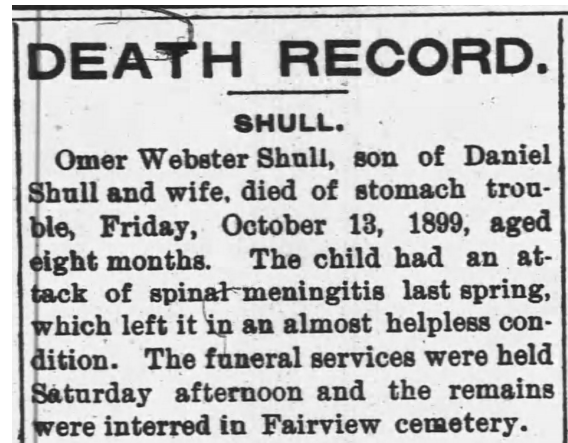 DEATH RECORD.
SHULL.
Omer Webster Shull, son of Daniel
Shull and wife, died of stomach trou-
ble, Friday, October 13, 1899, aged
eight months. The child had an at-
tack of spinal meningitis last spring,
which left it in an almost helpless con-
dition. The funeral services were held
Saturday afternoon and the remains
were interred in Fairview cemetery.